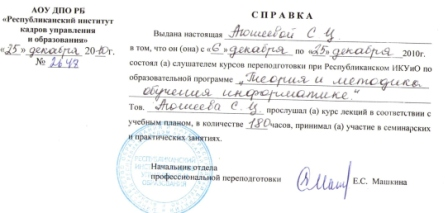 АОУ ДПО РБ
«Республиканский институт
кадров управления
и образования»
«25» декабря 2010г.
№ 2642
СПРАВКА
Выдана настоящая Аюшеевой С. Ц.
в том, что он (она) с «6» декабря по «25» декабря 2010г.
состоял (а) слушателем курсов переподготовки при Республиканском ИКУиО по
образовательной программе „Теория и методика
обучения информатике."
Тов. Аюшеева С. Ц. прослушал (а) курс лекций в соответствии с
учебным планом, в количестве 180 часов, принимал (а) участие в семинарских
и практических занятиях.
Начальник отдела
профессиональной переподготовки Е.С. Машкина